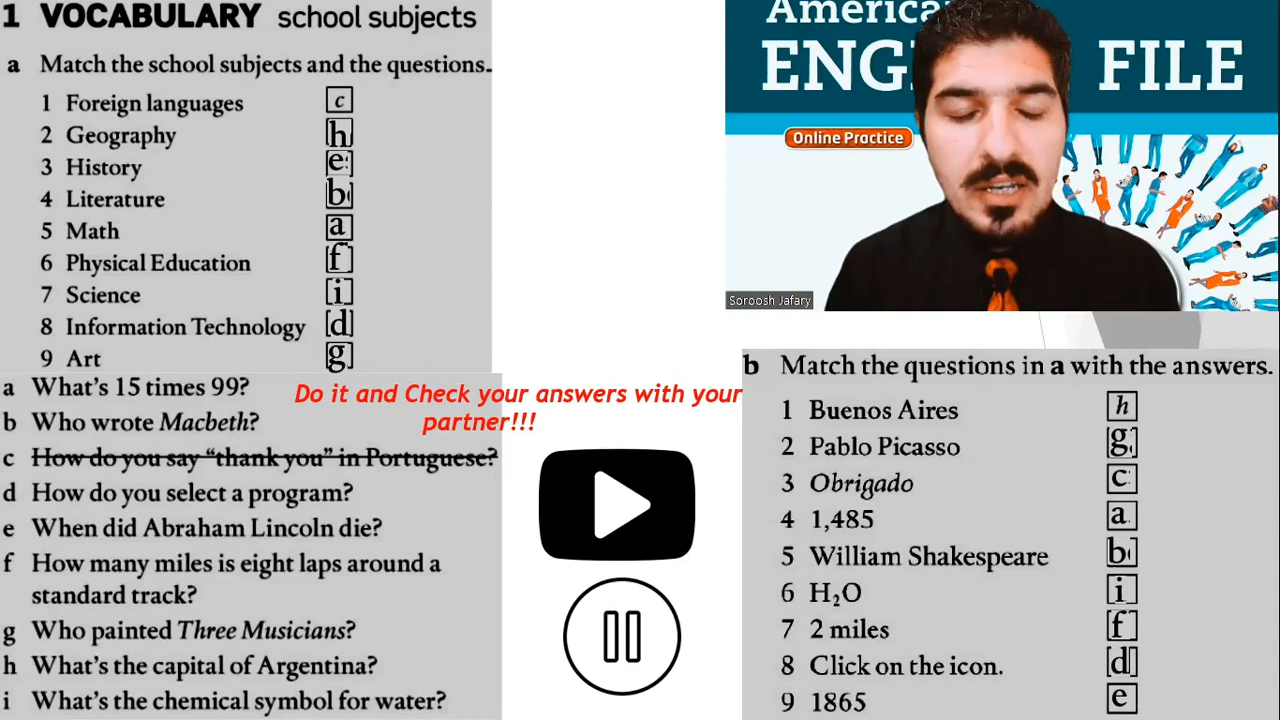 1 VOCABULARY school subjects
a Match the school subjects and the questions.
1 Foreign languages c
2 Geography h
3 History e
4 Literature b
5 Math a
6 Physical Education f
7 Science i
8 Information Technology d
9 Art g
a What's 15 times 99?
b Who wrote Macbeth?
c How do you say "thank you" in Portuguese?
d How do you select a program?
e When did Abraham Lincoln die?
f How many miles is eight laps around a
standard track?
g Who painted Three Musicians?
h What's the capital of Argentina?
i What's the chemical symbol for water?
Do it and Check your answers with your
partner!!!
America
ENG FILE
Online Practice
Soroosh Jafary
b Match the questions in a with the answers.
1 Buenos Aires h
2 Pablo Picasso g
3 Obrigado c
4 1,485 a
5 William Shakespeare b
6 H₂O i
7 2 miles f
8 Click on the icon. d
9 1865 e